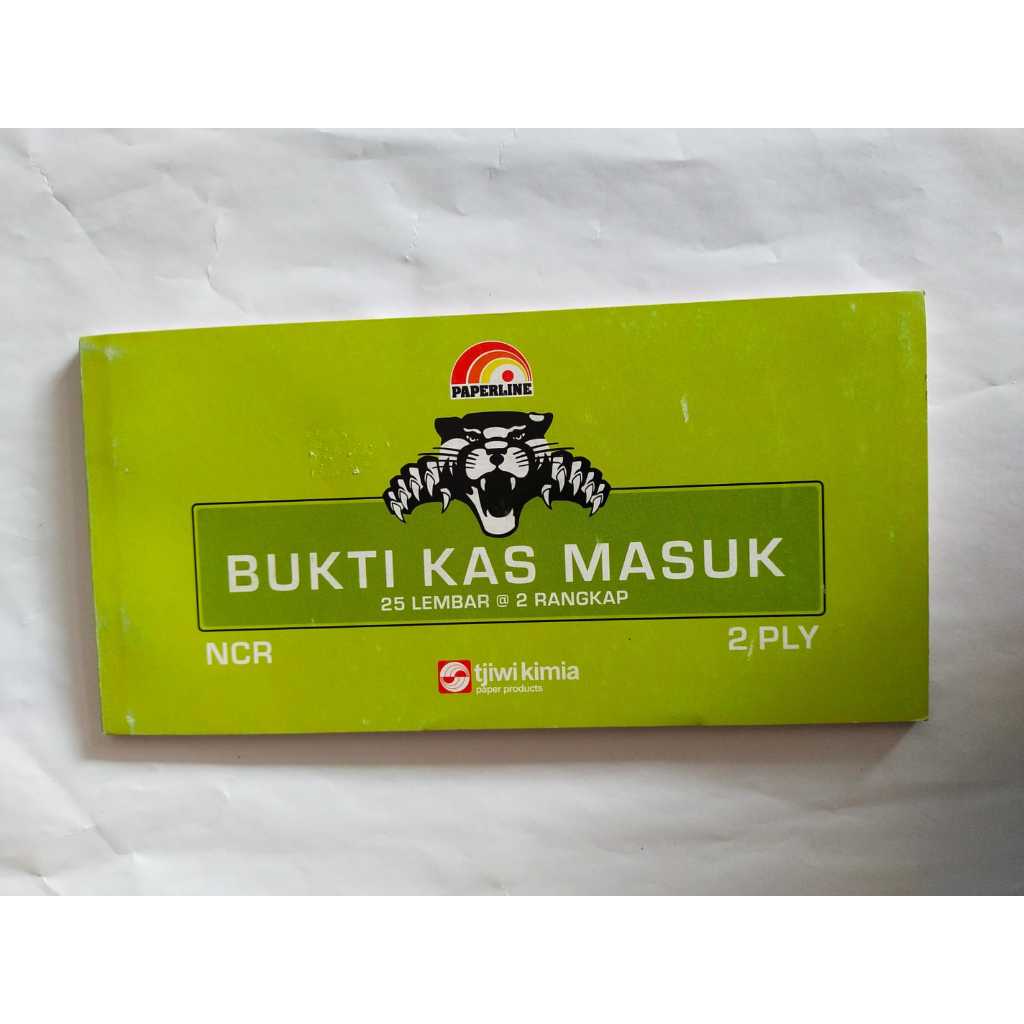 PAPERLINE
BUKTI KAS MASUK
25 LEMBAR @ 2 RANGKAP
NCR
2 PLY
tjiwi kimia
paper products